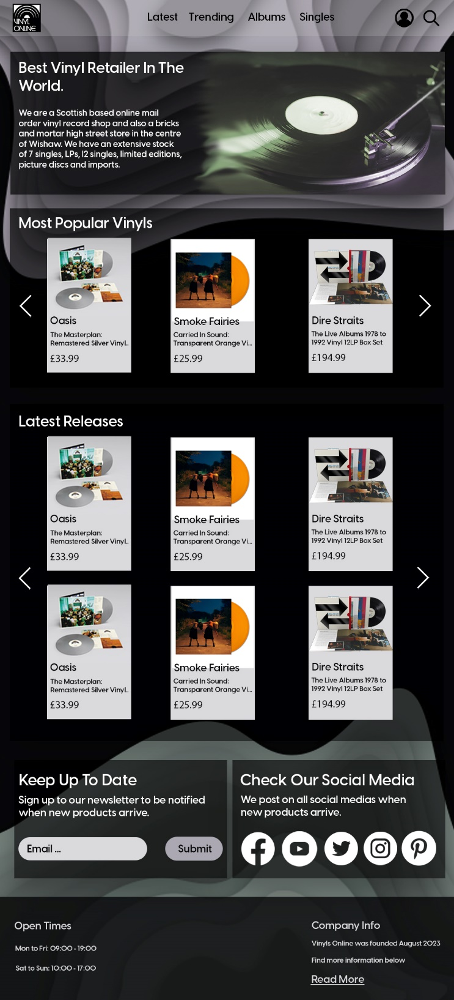 VINYL
ONLINE
Latest Trending Albums Singles
Best Vinyl Retailer In The
World.
We are a Scottish based online mail
order vinyl record shop and also a bricks
and mortar high street store in the centre
of Wishaw. We have an extensive stock
of 7 singles, LPs, 12 singles, limited editions,
picture discs and imports.
Most Popular Vinyls
Oasis
The Masterplan:
Remastered Silver Vinyl..
£33.99
Smoke Fairies
Carried In Sound:
Transparent Orange Vi...
£25.99
Dire Straits
The Live Albums 1978 to
1992 Vinyl 12LP Box Set
£194.99
Latest Releases
Oasis
The Masterplan:
Remastered Silver Vinyl..
£33.99
Smoke Fairies
Carried In Sound:
Transparent Orange Vi...
£25.99
Dire Straits
The Live Albums 1978 to
1992 Vinyl 12LP Box Set
£194.99
Oasis
The Masterplan:
Remastered Silver Vinyl..
£33.99
Smoke Fairies
Carried In Sound:
Transparent Orange Vi...
£25.99
Dire Straits
The Live Albums 1978 to
1992 Vinyl 12LP Box Set
£194.99
Keep Up To Date
Sign up to our newsletter to be notified
when new products arrive.
Email ...
Submit
Check Our Social Media
We post on all social medias when
new products arrive.
Open Times
Mon to Fri: 09:00 - 19:00
Sat to Sun: 10:00 - 17:00
Company Info
Vinyls Online was founded August 2023
Find more information below
Read More